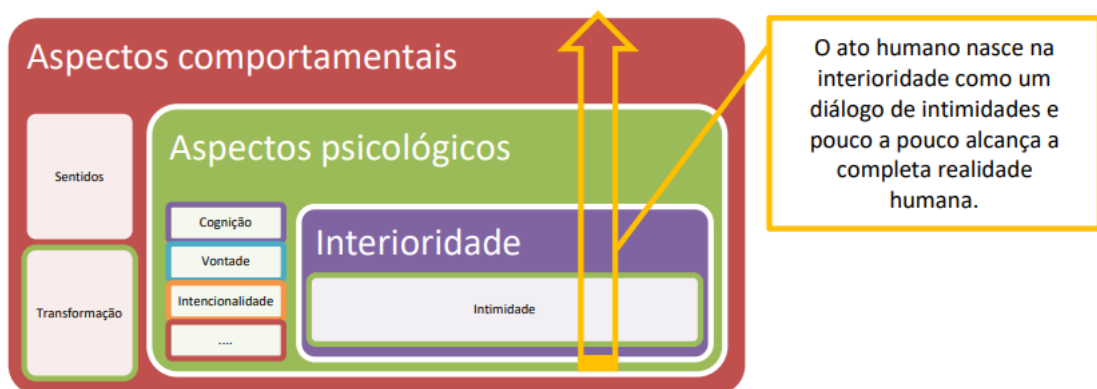 Aspectos comportamentais
Sentidos
Transformação
Aspectos psicológicos
Cognição
Vontade
Intencionalidade
....
Interioridade
Intimidade
O ato humano nasce na
interioridade como um
diálogo de intimidades e
pouco a pouco alcança a
completa realidade
humana.